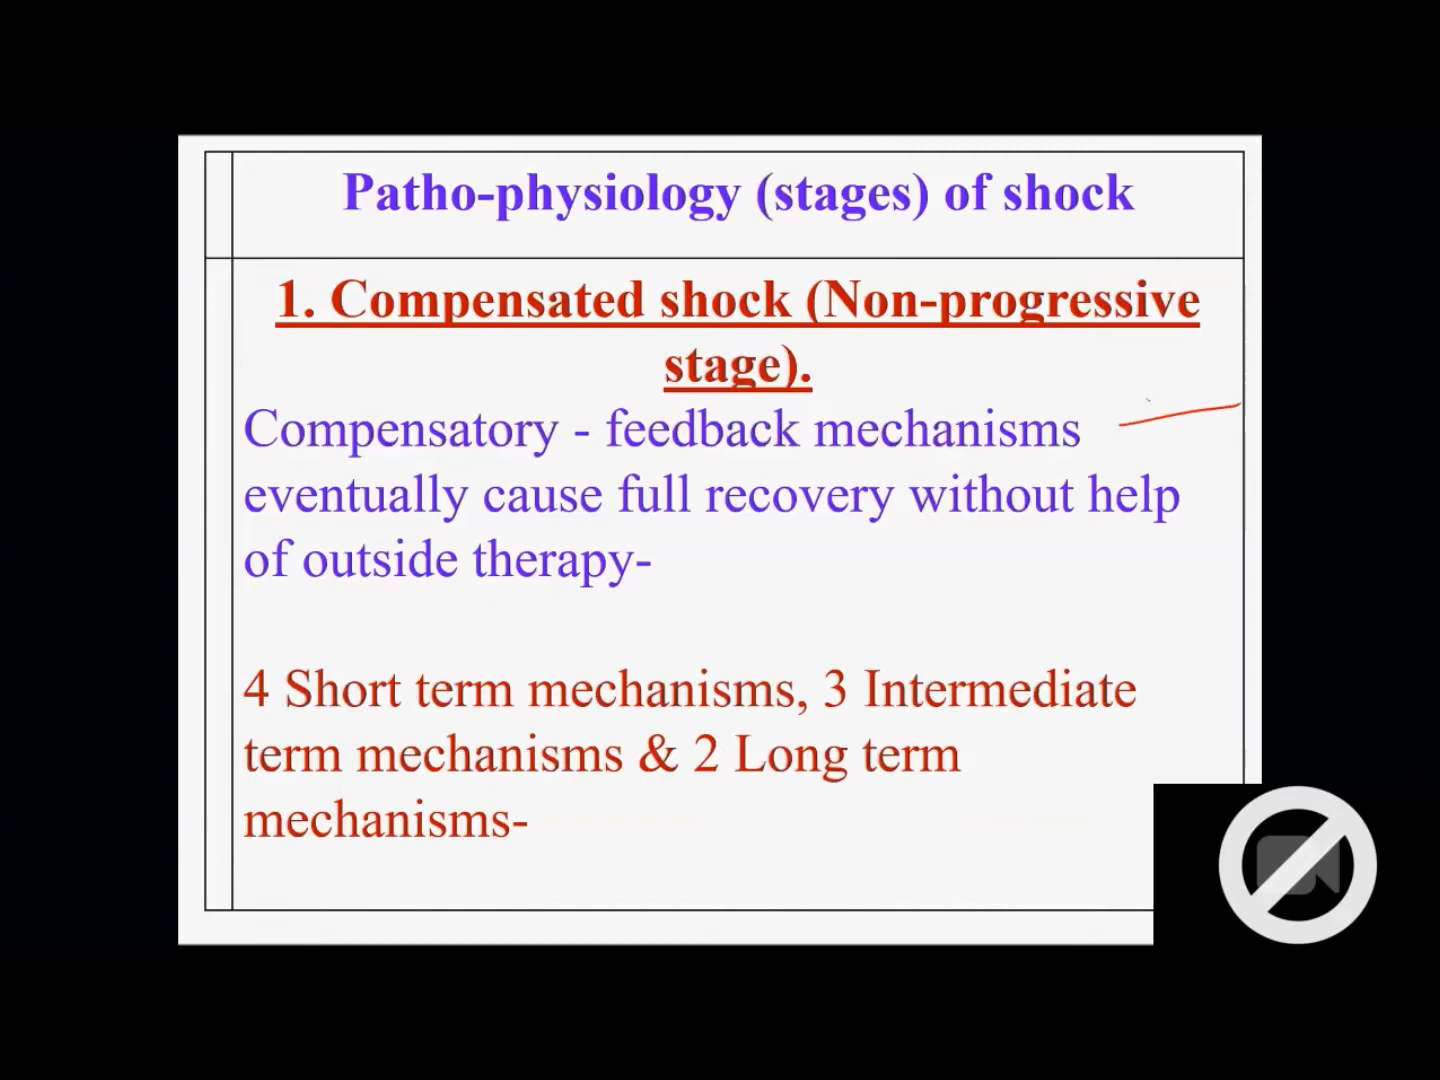 Patho-physiology (stages) of shock
1. Compensated shock (Non-progressive
stage).
Compensatory - feedback mechanisms
eventually cause full recovery without help
of outside therapy-
4 Short term mechanisms, 3 Intermediate
term mechanisms & 2 Long term
mechanisms-